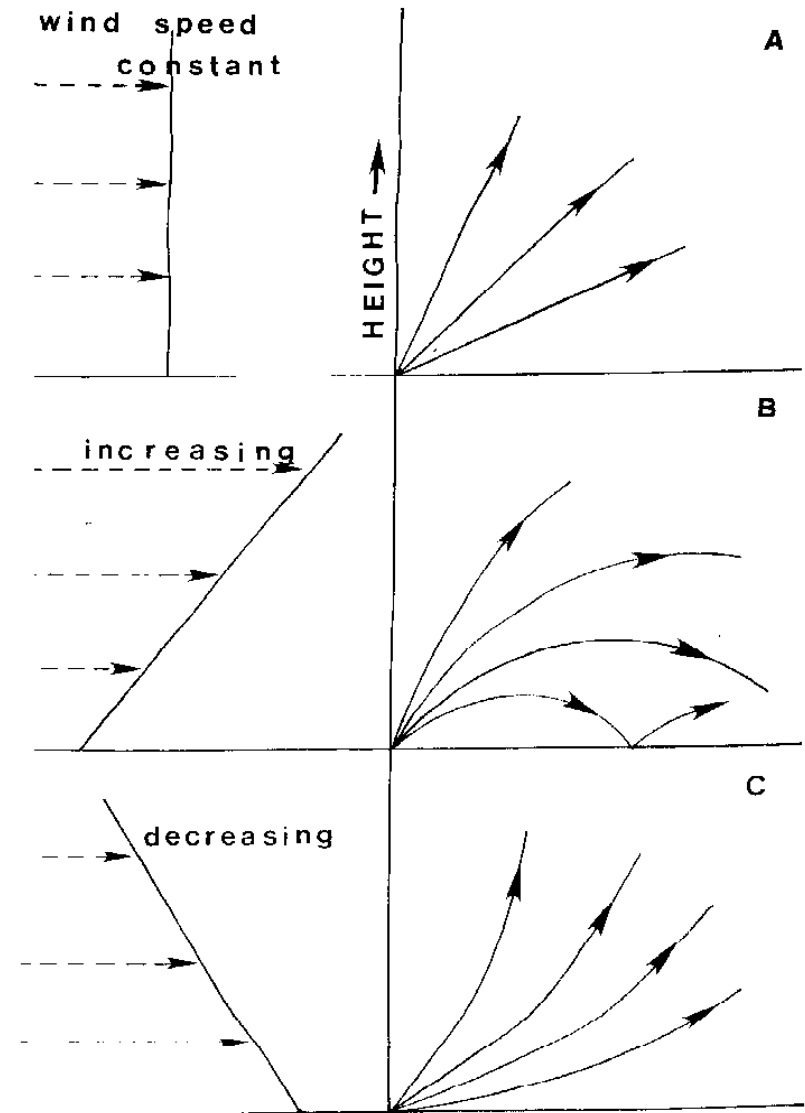 wind speed
constant
A
HEIGHT
B
increasing
C
decreasing